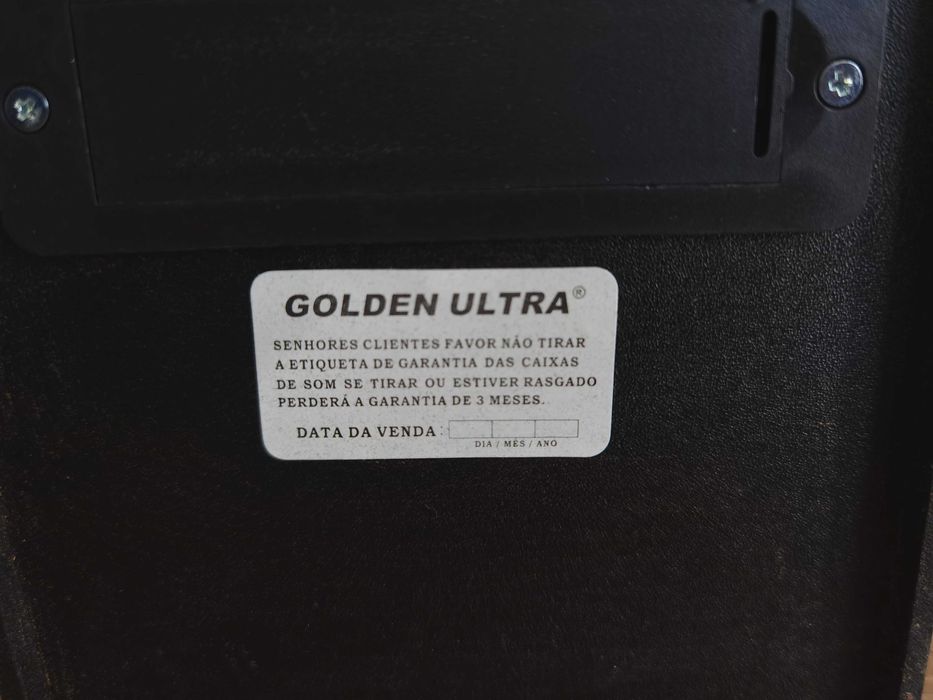 GOLDEN ULTRA®
SENHORES CLIENTES FAVOR NÃO TIRAR
A ETIQUETA DE GARANTIA DAS CAIXAS
DE SOM SE TIRAR OU ESTIVER RASGADO
PERDERÁ A GARANTIA DE 3 MESES.
DATA DA VENDA:
DIA / MÊS / ANO